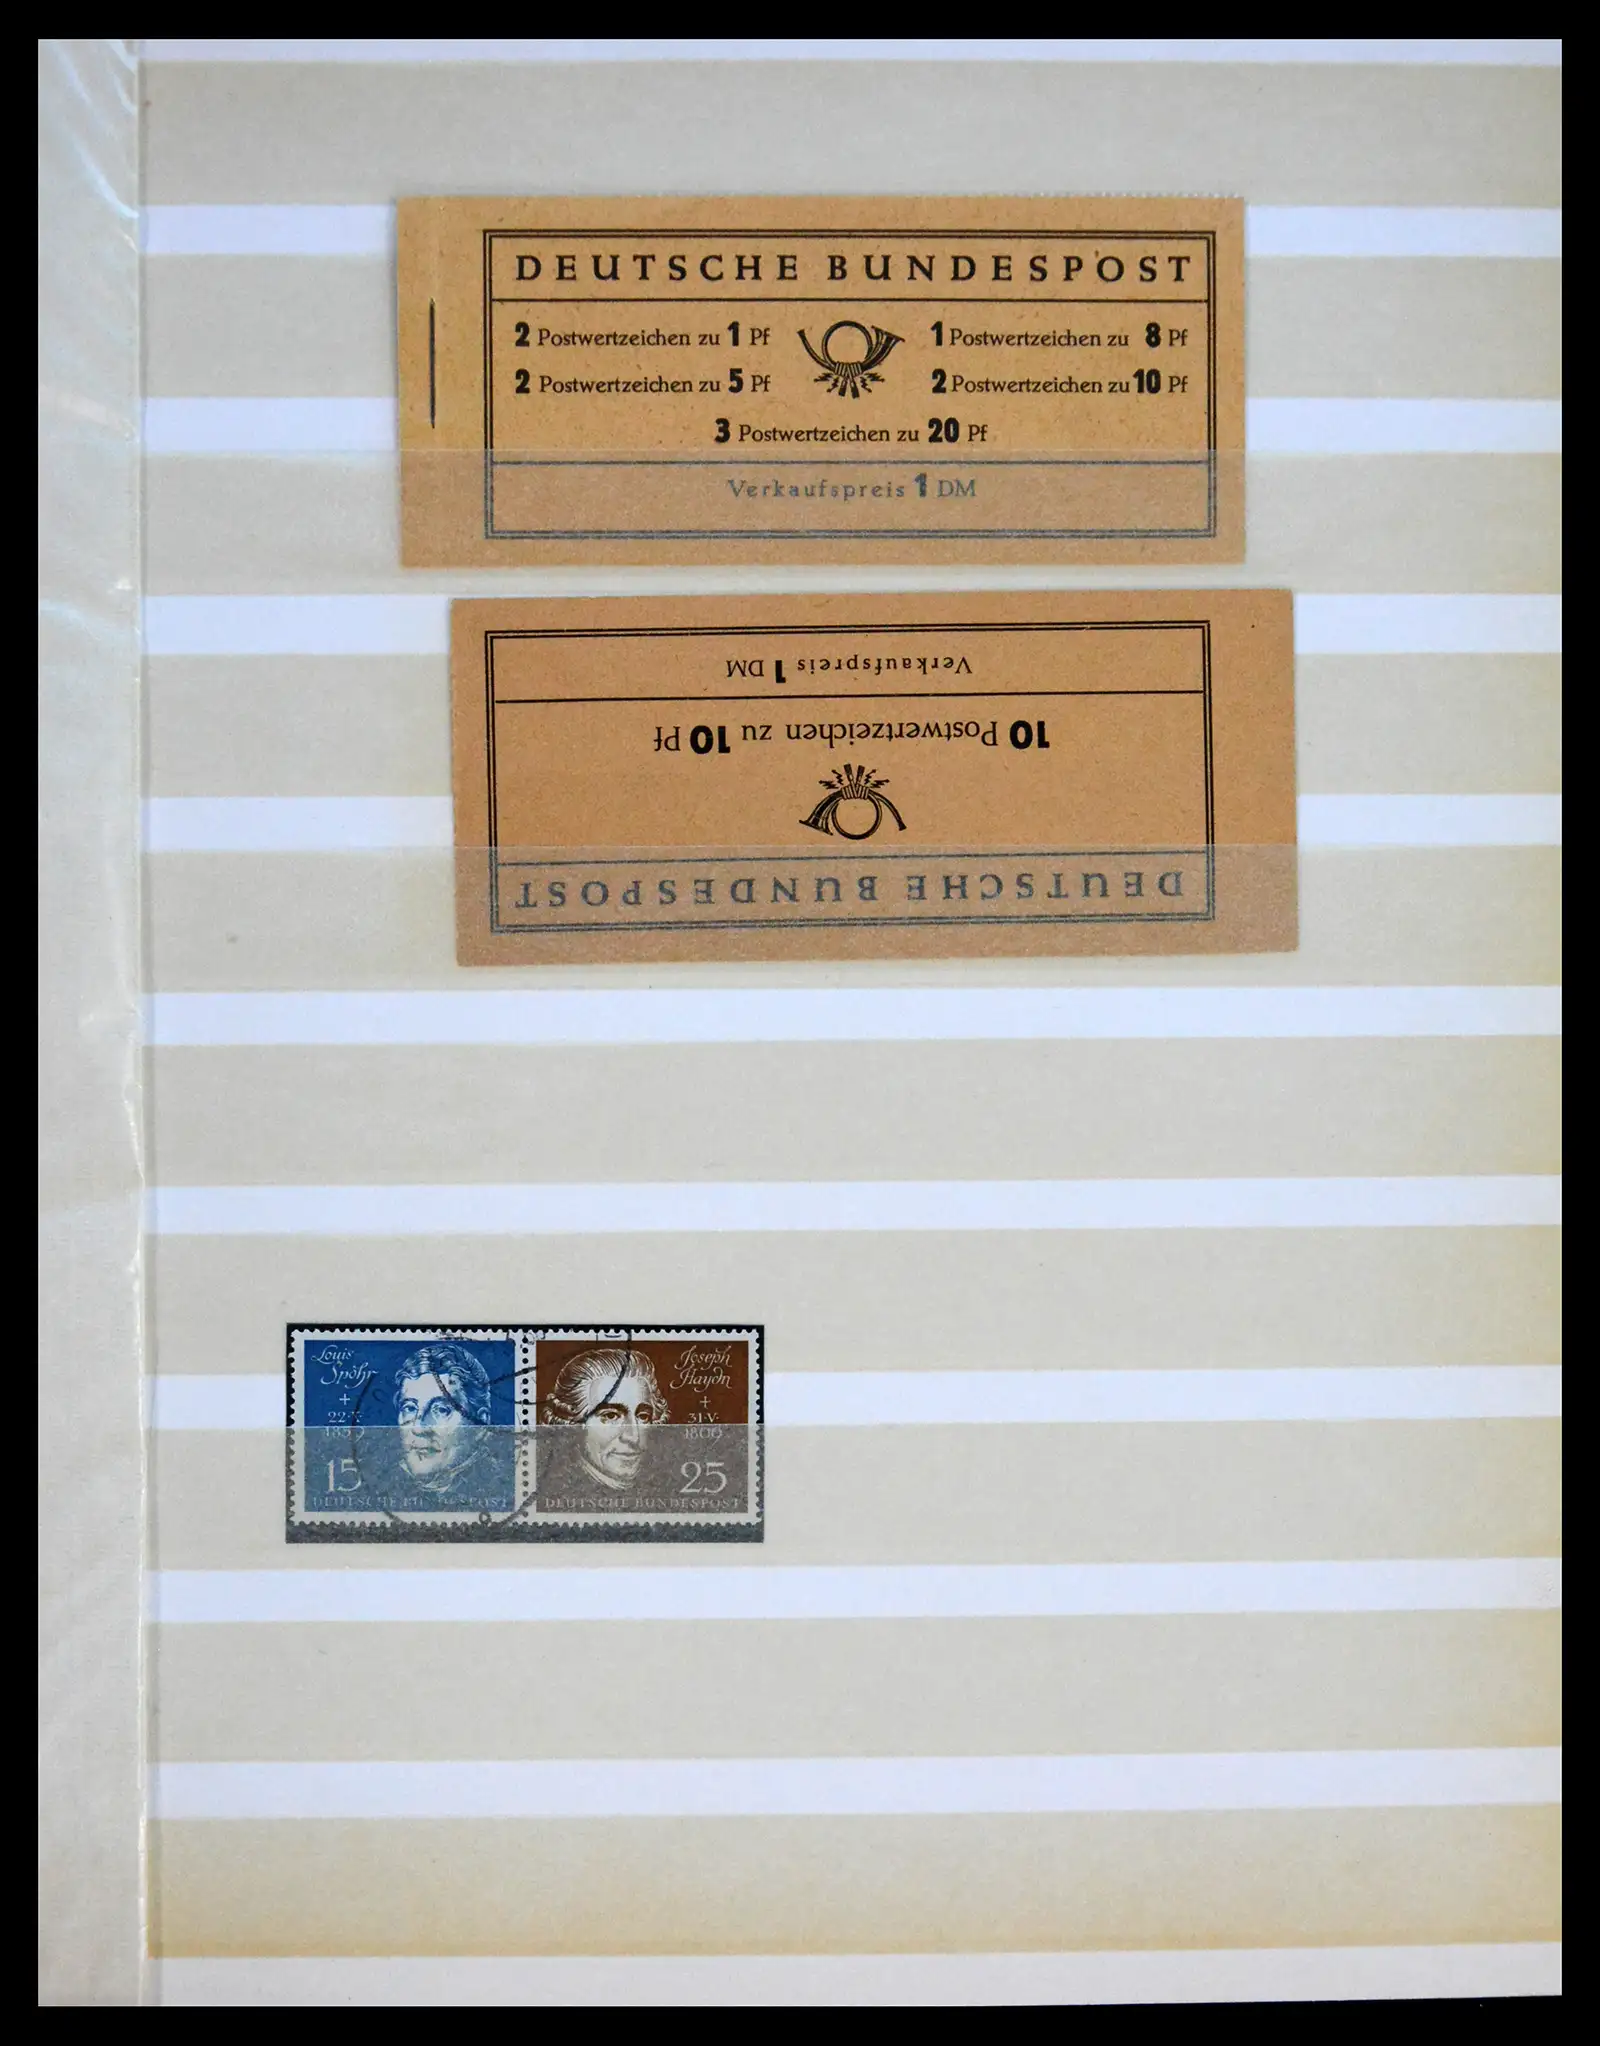 DEUTSCHE BUNDESPOST
2 Postwertzeichen zu 1 Pf
1 Postwertzeichen zu 8 Pf
2 Postwertzeichen zu 5 Pf
2 Postwertzeichen zu 10 Pf
3 Postwertzeichen zu 20 Pf
Verkaufspreis 1 DM
DEUTSCHE BUNDESPOST
10 Postwertzeichen zu 10 Pf
Verkaufspreis 1 DM
Louis
Spohr
+
22·X·
1859
15
DEUTSCHE BUNDESPOST
Joseph
Haydn
+
31·V·
1809
25
DEUTSCHE BUNDESPOST